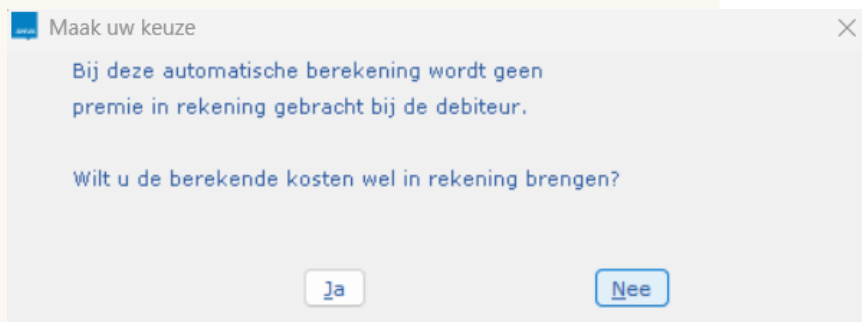 Maak uw keuze
Bij deze automatische berekening wordt geen
premie in rekening gebracht bij de debiteur.
Wilt u de berekende kosten wel in rekening brengen?
Ja
Nee